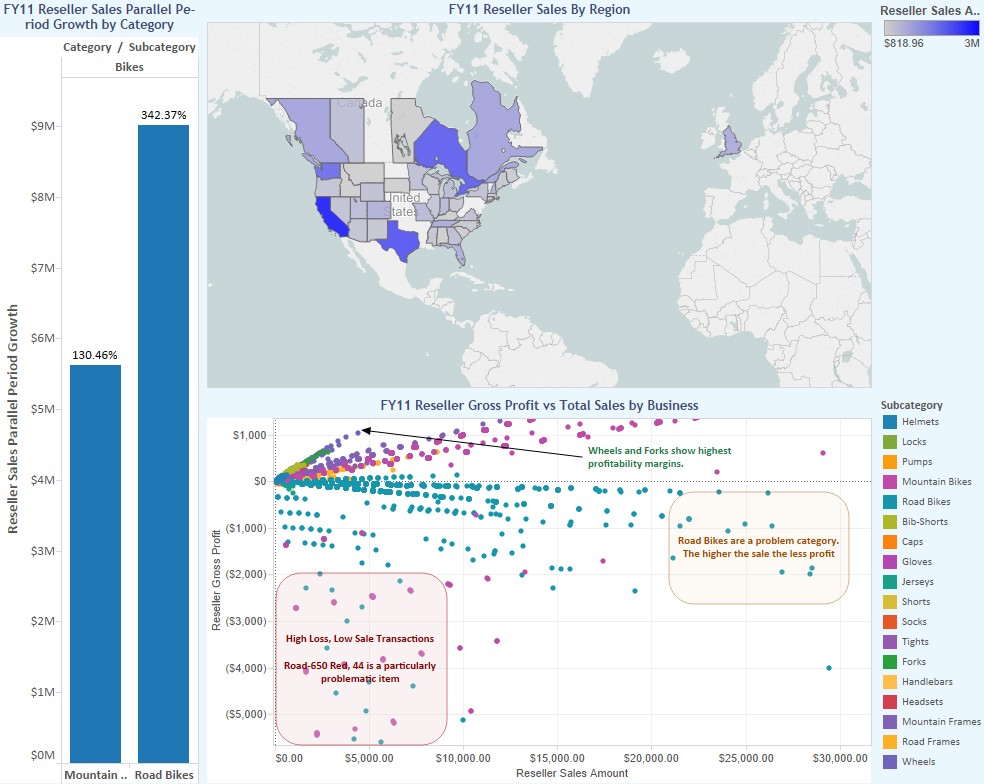 FY11 Reseller Sales Parallel Pe-
riod Growth by Category
Category / Subcategory
Bikes
342.37%
130.46%
Reseller Sales Parallel Period Growth
$9M
$8M
$7M
$6M
$5M
$4M
$3M
$2M
$1M
$0M
Mountain ..
Road Bikes
FY11 Reseller Sales By Region
Canada
United
States
Reseller Sales A..
$818.96
3M
FY11 Reseller Gross Profit vs Total Sales by Business
Reseller Gross Profit
$1,000
$0
($1,000)
($2,000)
($3,000)
($4,000)
($5,000)
Wheels and Forks show highest
profitability margins.
Road Bikes are a problem category.
The higher the sale the less profit
High Loss, Low Sale Transactions
Road-650 Red, 44 is a particularly
problematic item
$0.00
$5,000.00
$10,000.00
$15,000.00
$20,000.00
$25,000.00
$30,000.00
Reseller Sales Amount
Subcategory
Helmets
Locks
Pumps
Mountain Bikes
Road Bikes
Bib-Shorts
Caps
Gloves
Jerseys
Shorts
Socks
Tights
Forks
Handlebars
Headsets
Mountain Frames
Road Frames
Wheels